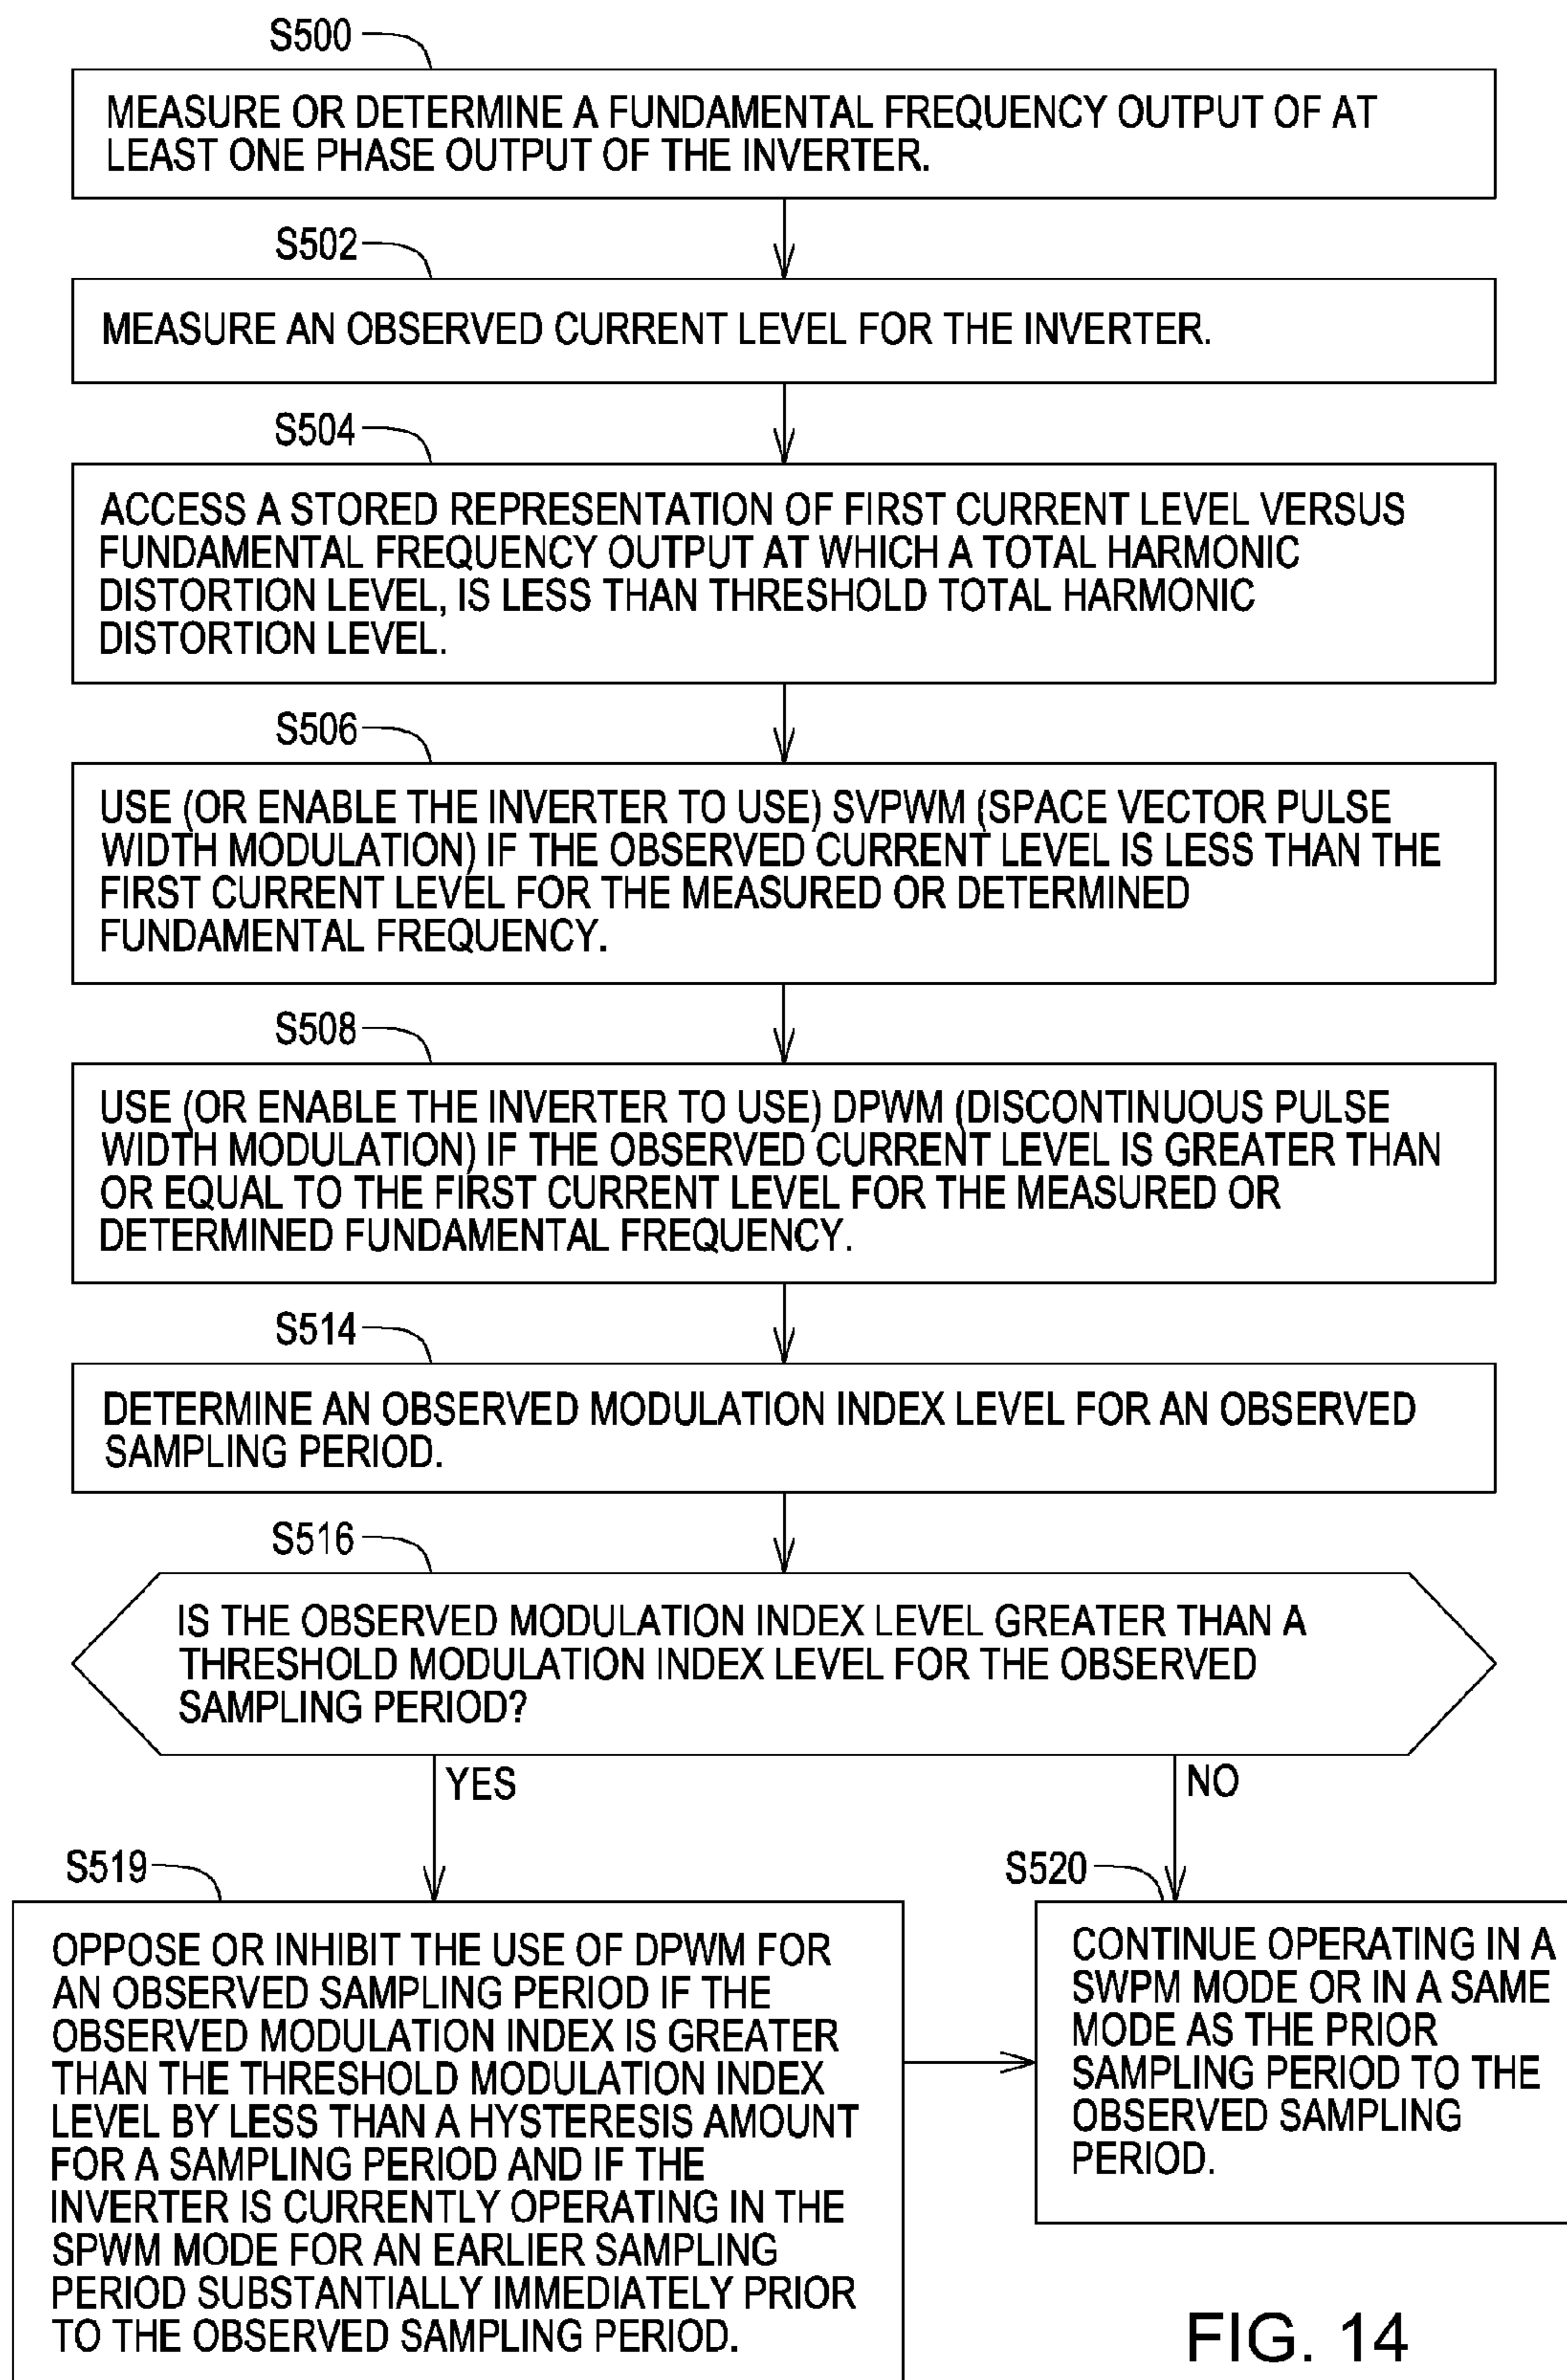 S500
MEASURE OR DETERMINE A FUNDAMENTAL FREQUENCY OUTPUT OF AT
LEAST ONE PHASE OUTPUT OF THE INVERTER.
S502
MEASURE AN OBSERVED CURRENT LEVEL FOR THE INVERTER.
S504
ACCESS A STORED REPRESENTATION OF FIRST CURRENT LEVEL VERSUS
FUNDAMENTAL FREQUENCY OUTPUT AT WHICH A TOTAL HARMONIC
DISTORTION LEVEL, IS LESS THAN THRESHOLD TOTAL HARMONIC
DISTORTION LEVEL.
S506
USE (OR ENABLE THE INVERTER TO USE) SVPWM (SPACE VECTOR PULSE
WIDTH MODULATION) IF THE OBSERVED CURRENT LEVEL IS LESS THAN THE
FIRST CURRENT LEVEL FOR THE MEASURED OR DETERMINED
FUNDAMENTAL FREQUENCY.
S508
USE (OR ENABLE THE INVERTER TO USE) DPWM (DISCONTINUOUS PULSE
WIDTH MODULATION) IF THE OBSERVED CURRENT LEVEL IS GREATER THAN
OR EQUAL TO THE FIRST CURRENT LEVEL FOR THE MEASURED OR
DETERMINED FUNDAMENTAL FREQUENCY.
S514
DETERMINE AN OBSERVED MODULATION INDEX LEVEL FOR AN OBSERVED
SAMPLING PERIOD.
S516
IS THE OBSERVED MODULATION INDEX LEVEL GREATER THAN A
THRESHOLD MODULATION INDEX LEVEL FOR THE OBSERVED
SAMPLING PERIOD?
YES
NO
S519
OPPOSE OR INHIBIT THE USE OF DPWM FOR
AN OBSERVED SAMPLING PERIOD IF THE
OBSERVED MODULATION INDEX IS GREATER
THAN THE THRESHOLD MODULATION INDEX
LEVEL BY LESS THAN A HYSTERESIS AMOUNT
FOR A SAMPLING PERIOD AND IF THE
INVERTER IS CURRENTLY OPERATING IN THE
SPWM MODE FOR AN EARLIER SAMPLING
PERIOD SUBSTANTIALLY IMMEDIATELY PRIOR
TO THE OBSERVED SAMPLING PERIOD.
S520
CONTINUE OPERATING IN A
SWPM MODE OR IN A SAME
MODE AS THE PRIOR
SAMPLING PERIOD TO THE
OBSERVED SAMPLING
PERIOD.
FIG. 14